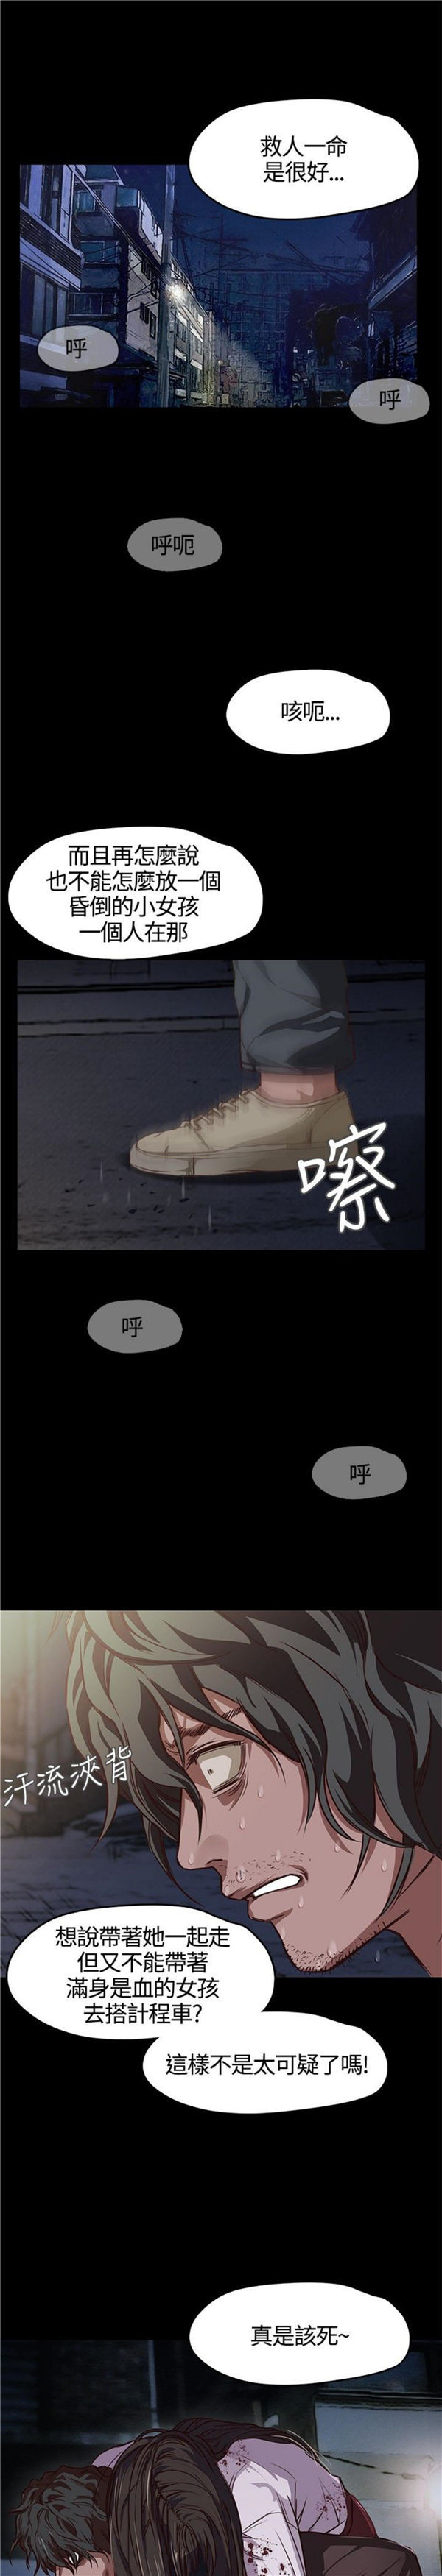 救人一命
是很好...
呼
呼
呼呃
咳呃...
而且再怎麼說
也不能怎麼放一個
昏倒的小女孩
一個人在那
嚓
呼
呼
汗流浹背
想說帶著她一起走
但又不能帶著
滿身是血的女孩
去搭計程車?
這樣不是太可疑了嗎!
真是該死~